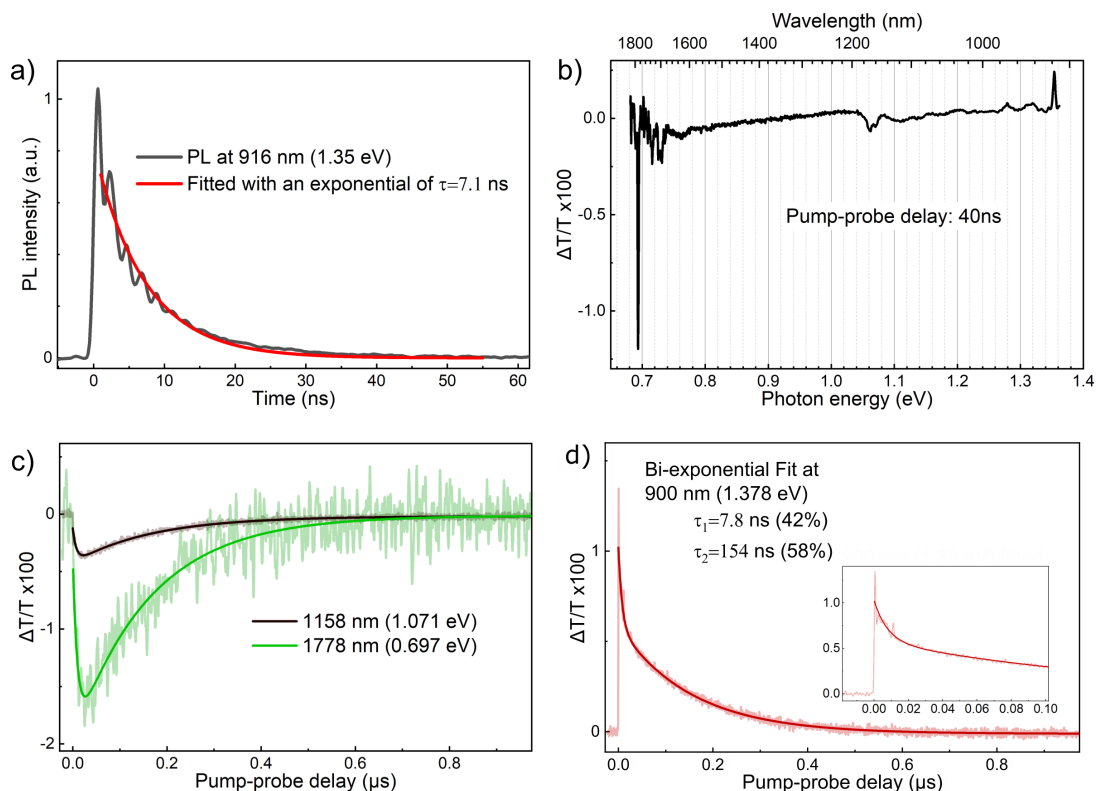 a)
PL intensity (a.u.)
1
0
PL at 916 nm (1.35 eV)
Fitted with an exponential of τ=7.1 ns
0 10 20 30 40 50 60
Time (ns)
Wavelength (nm)
1800 1600 1400 1200 1000
b)
ΔT/T x100
0.0
-0.5
-1.0
Pump-probe delay: 40ns
0.7 0.8 0.9 1.0 1.1 1.2 1.3 1.4
Photon energy (eV)
c)
ΔT/T x100
0
-1
-2
1158 nm (1.071 eV)
1778 nm (0.697 eV)
0.0 0.2 0.4 0.6 0.8
Pump-probe delay (µs)
d)
ΔT/T x100
1
0
Bi-exponential Fit at
900 nm (1.378 eV)
τ1=7.8 ns (42%)
τ2=154 ns (58%)
1.0
0.5
0.0
0.00 0.02 0.04 0.06 0.08 0.10
0.0 0.2 0.4 0.6 0.8
Pump-probe delay (µs)